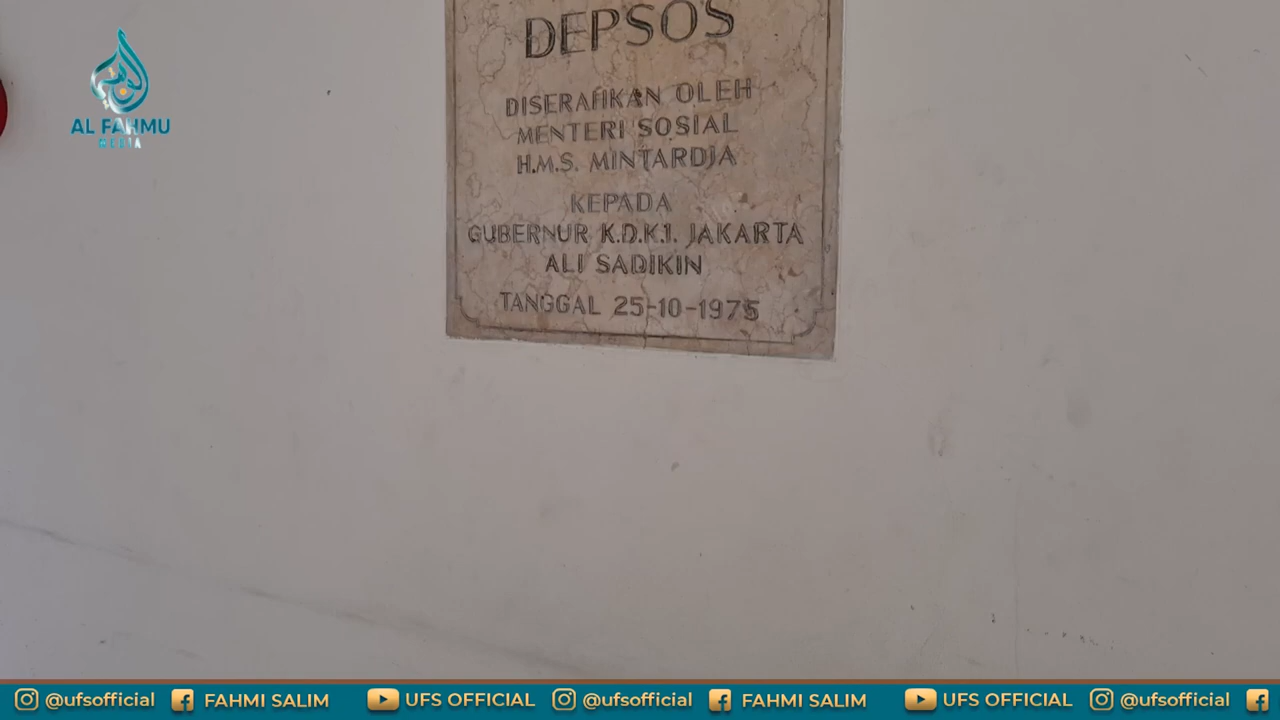 DEPSOS
DISERAHKAN OLEH
MENTERI SOSIAL
H.M.S. MINTARDJA
KEPADA
GUBERNUR K.D.K.I. JAKARTA
ALI SADIKIN
TANGGAL 25-10-1975
AL FAHMU
MEDIA
@ufsofficial FAHMI SALIM UFS OFFICIAL @ufsofficial FAHMI SALIM UFS OFFICIAL @ufsofficial